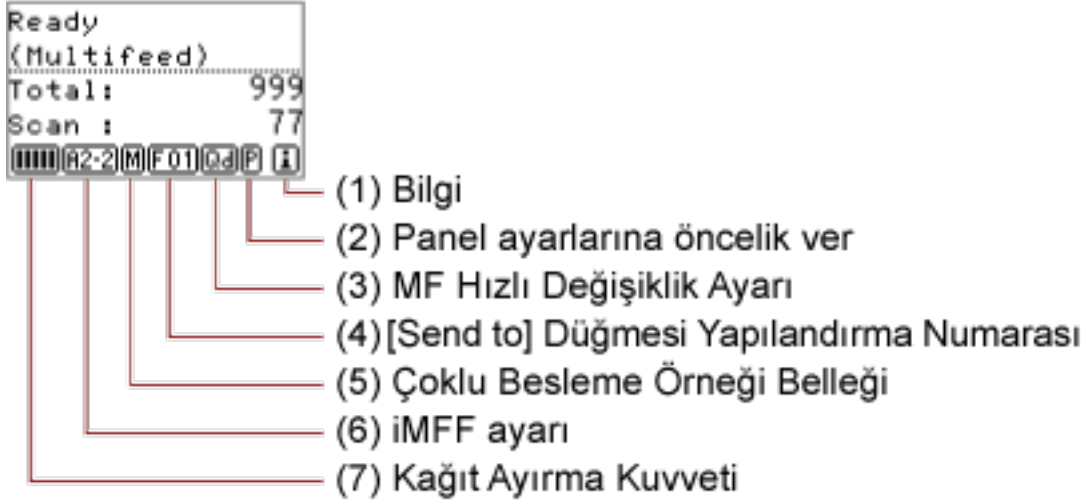 Ready
(Multifeed)
Total: 999
Scan : 77
A2-2 M F 01 Qd P i
(1) Bilgi
(2) Panel ayarlarına öncelik ver
(3) MF Hızlı Değişiklik Ayarı
(4) [Send to] Düğmesi Yapılandırma Numarası
(5) Çoklu Besleme Örneği Belleği
(6) iMFF ayarı
(7) Kağıt Ayırma Kuvveti